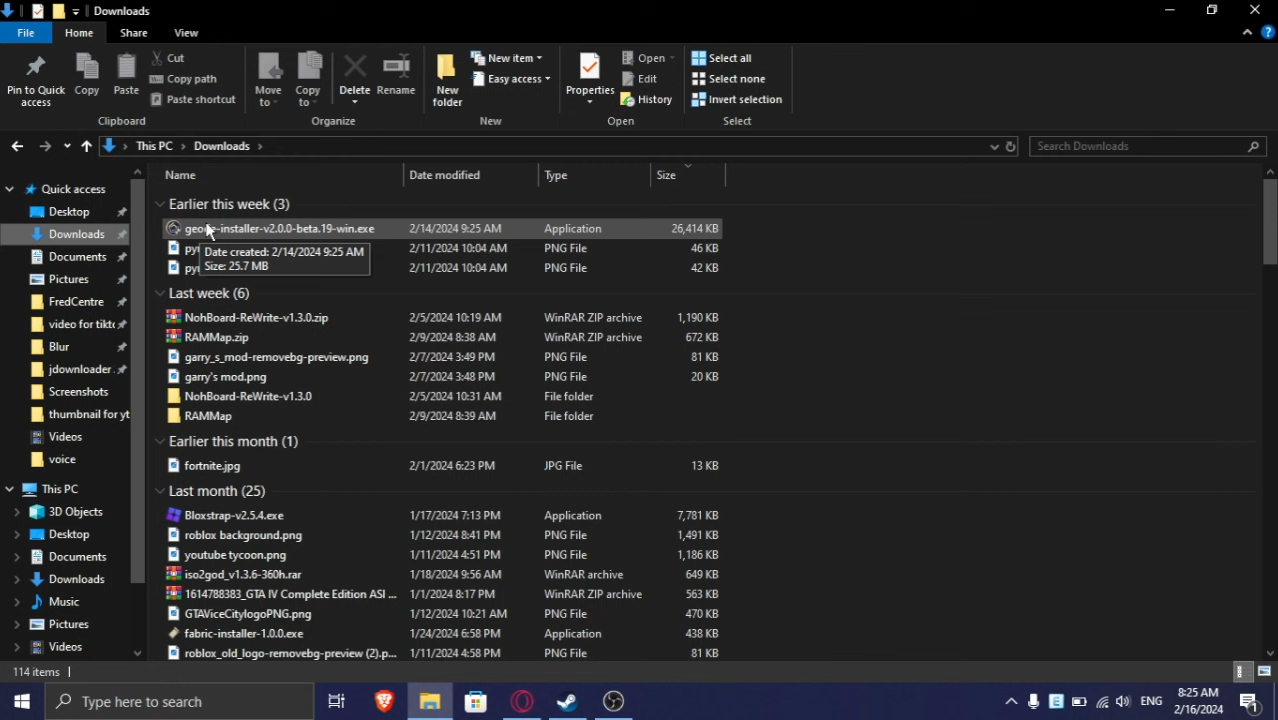 Downloads
File Home Share View
Pin to Quick access
Copy
Paste
Cut
Copy path
Paste shortcut
Clipboard
Move to
Copy to
Delete
Rename
Organize
New folder
New item
Easy access
New
Properties
Open
Edit
History
Open
Select all
Select none
Invert selection
Select
This PC Downloads
Search Downloads
Name Date modified Type Size
Quick access
Desktop
Downloads
Documents
Pictures
FredCentre
video for tikt
Blur
jdownloader
Screenshots
thumbnail for yt
Videos
voice
This PC
3D Objects
Desktop
Documents
Downloads
Music
Pictures
Videos
Earlier this week (3)
geode-installer-v2.0.0-beta.19-win.exe 2/14/2024 9:25 AM Application 26,414 KB
2/11/2024 10:04 AM PNG File 46 KB
2/11/2024 10:04 AM PNG File 42 KB
Date created: 2/14/2024 9:25 AM
Size: 25.7 MB
Last week (6)
NohBoard-ReWrite-v1.3.0.zip 2/5/2024 10:19 AM WinRAR ZIP archive 1,190 KB
RAMMap.zip 2/9/2024 8:38 AM WinRAR ZIP archive 672 KB
garry_s_mod-removebg-preview.png 2/7/2024 3:49 PM PNG File 81 KB
garry's mod.png 2/7/2024 3:48 PM PNG File 20 KB
NohBoard-ReWrite-v1.3.0 2/5/2024 10:31 AM File folder
RAMMap 2/9/2024 8:39 AM File folder
Earlier this month (1)
fortnite.jpg 2/1/2024 6:23 PM JPG File 13 KB
Last month (25)
Bloxstrap-v2.5.4.exe 1/17/2024 7:13 PM Application 7,781 KB
roblox background.png 1/12/2024 8:41 PM PNG File 1,491 KB
youtube tycoon.png 1/11/2024 4:51 PM PNG File 1,186 KB
iso2god_v1.3.6-360h.rar 1/18/2024 9:56 AM WinRAR archive 649 KB
1614788383_GTA IV Complete Edition ASI ... 1/1/2024 8:17 PM WinRAR ZIP archive 563 KB
GTAViceCitylogoPNG.png 1/12/2024 10:21 AM PNG File 470 KB
fabric-installer-1.0.0.exe 1/24/2024 6:58 PM Application 438 KB
roblox_old_logo-removebg-preview (2).p... 1/11/2024 4:58 PM PNG File 81 KB
114 items
Type here to search
ENG
8:25 AM
2/16/2024
1